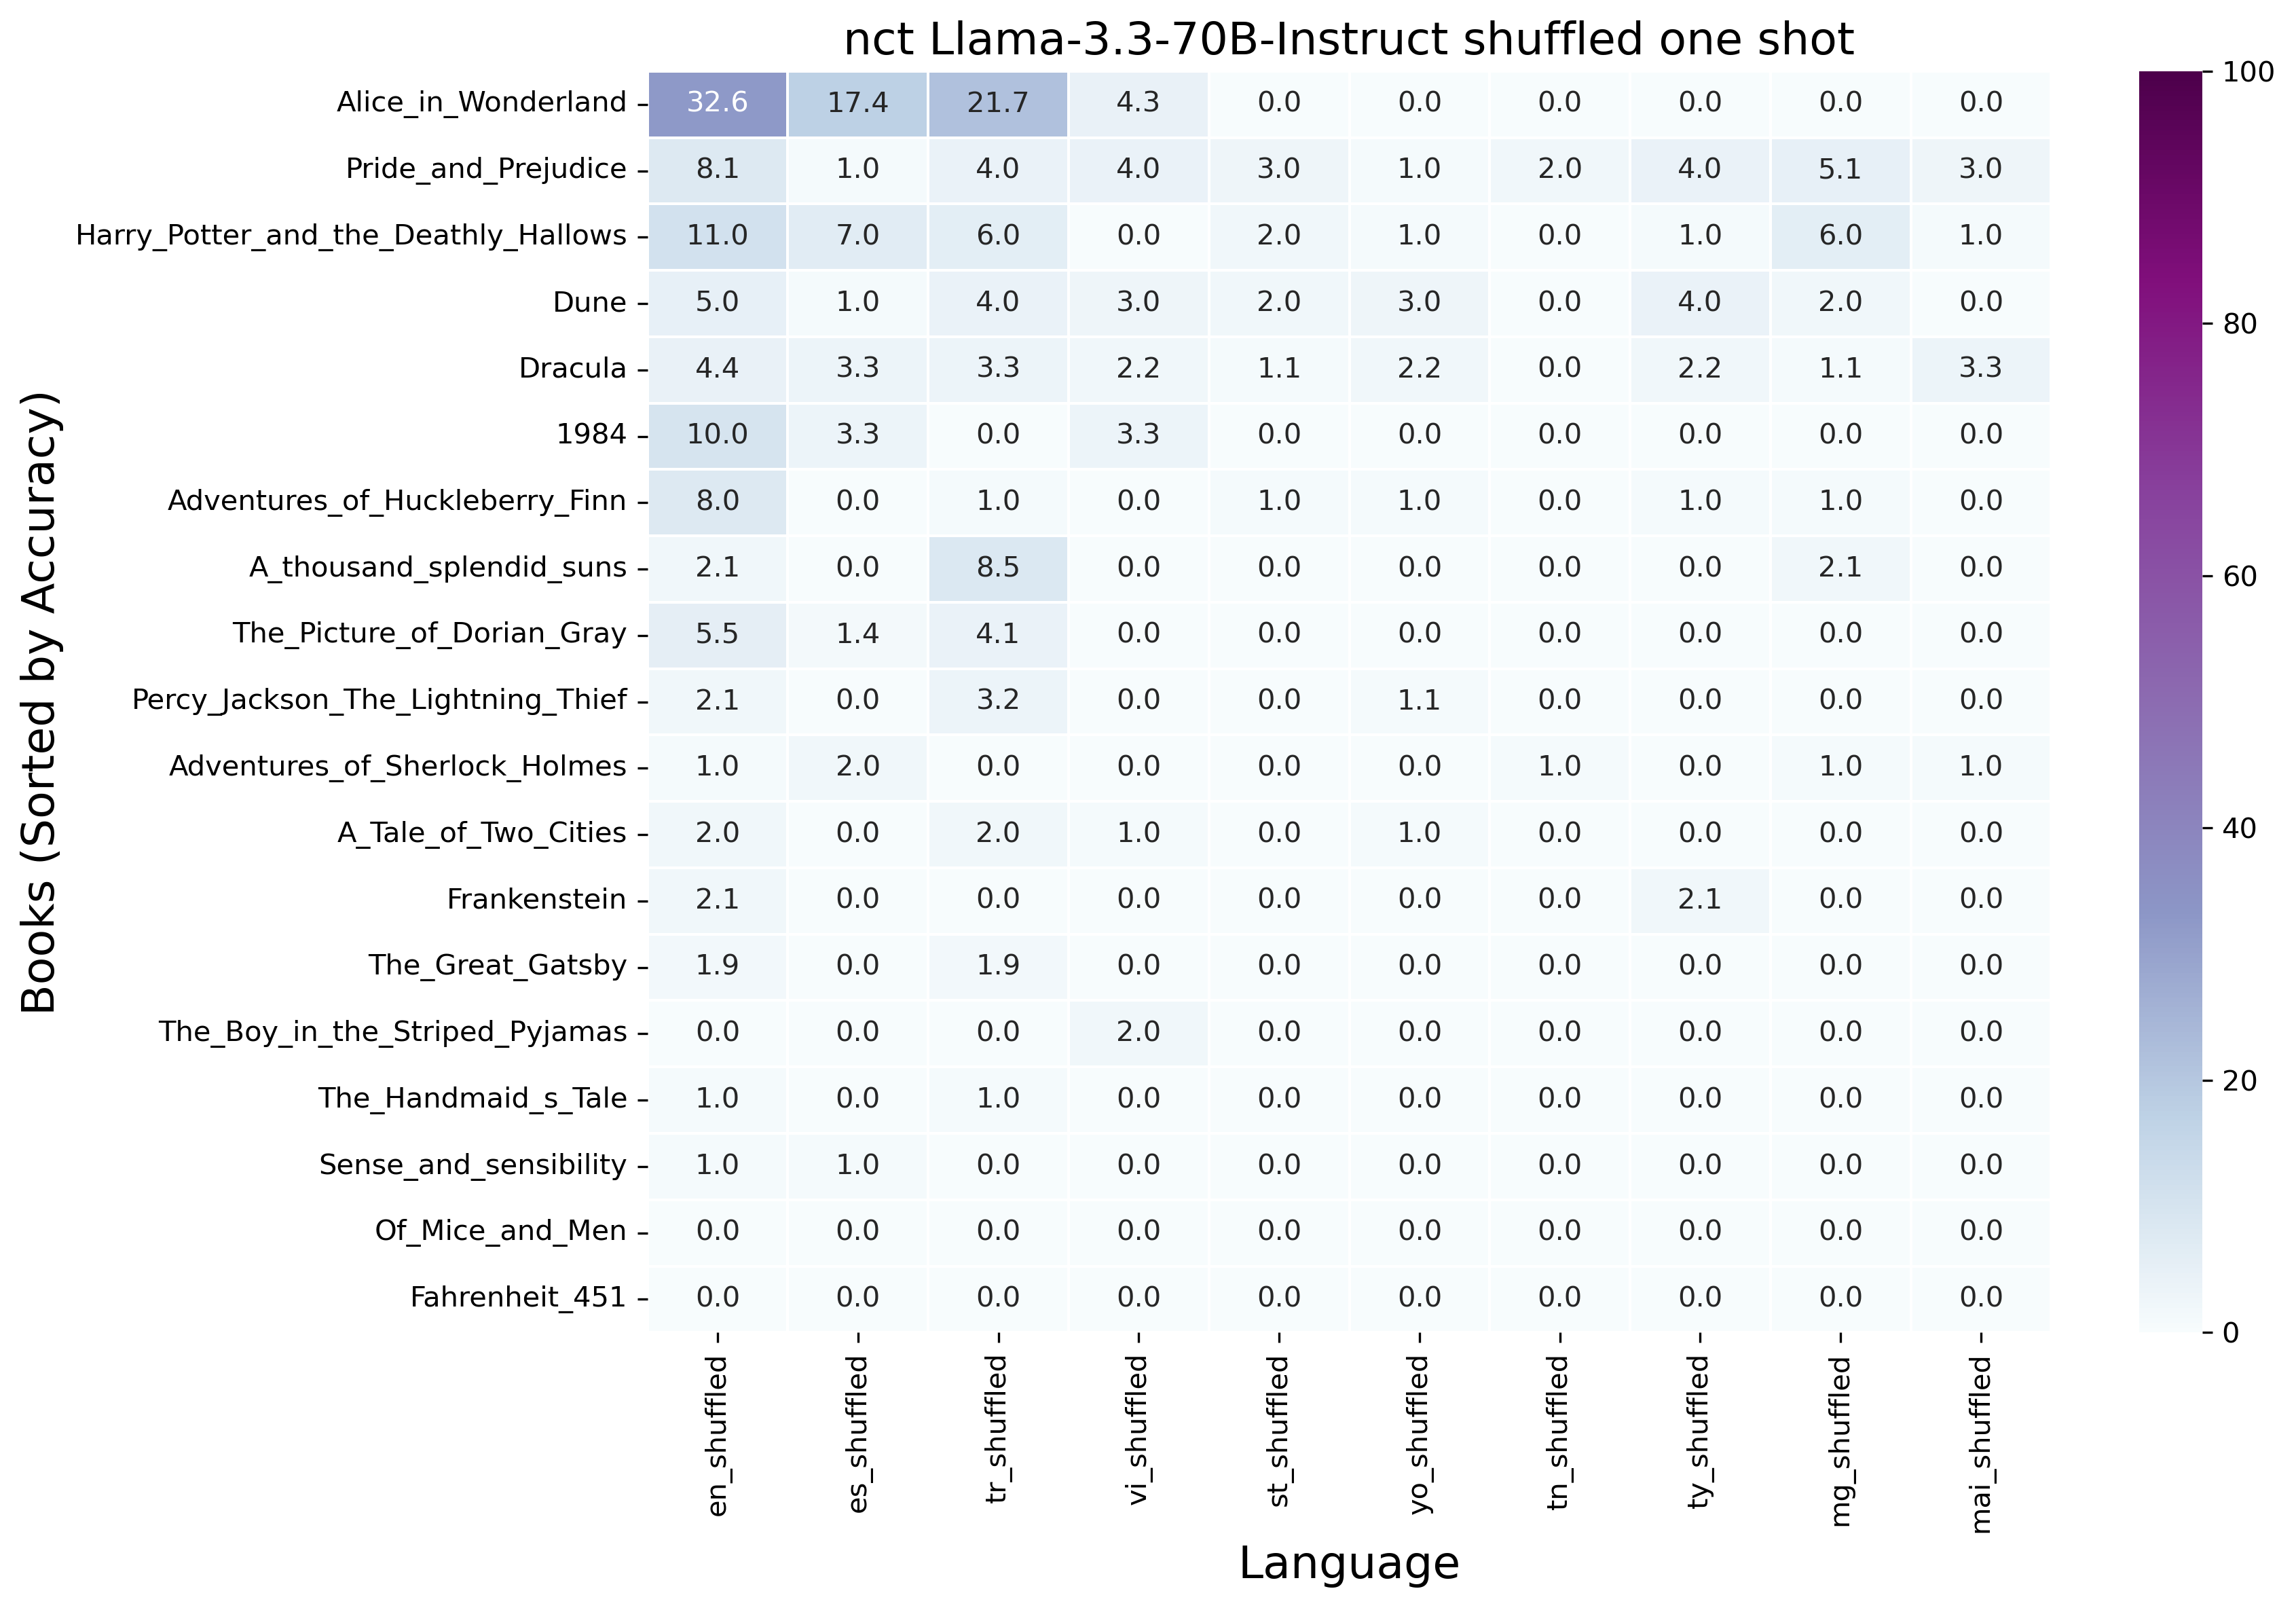 nct Llama-3.3-70B-Instruct shuffled one shot
Books (Sorted by Accuracy)
Alice_in_Wonderland 32.6 17.4 21.7 4.3 0.0 0.0 0.0 0.0 0.0 0.0
Pride_and_Prejudice 8.1 1.0 4.0 4.0 3.0 1.0 2.0 4.0 5.1 3.0
Harry_Potter_and_the_Deathly_Hallows 11.0 7.0 6.0 0.0 2.0 1.0 0.0 1.0 6.0 1.0
Dune 5.0 1.0 4.0 3.0 2.0 3.0 0.0 4.0 2.0 0.0
Dracula 4.4 3.3 3.3 2.2 1.1 2.2 0.0 2.2 1.1 3.3
1984 10.0 3.3 0.0 3.3 0.0 0.0 0.0 0.0 0.0 0.0
Adventures_of_Huckleberry_Finn 8.0 0.0 1.0 0.0 1.0 1.0 0.0 1.0 1.0 0.0
A_thousand_splendid_suns 2.1 0.0 8.5 0.0 0.0 0.0 0.0 0.0 2.1 0.0
The_Picture_of_Dorian_Gray 5.5 1.4 4.1 0.0 0.0 0.0 0.0 0.0 0.0 0.0
Percy_Jackson_The_Lightning_Thief 2.1 0.0 3.2 0.0 0.0 1.1 0.0 0.0 0.0 0.0
Adventures_of_Sherlock_Holmes 1.0 2.0 0.0 0.0 0.0 0.0 1.0 0.0 1.0 1.0
A_Tale_of_Two_Cities 2.0 0.0 2.0 1.0 0.0 1.0 0.0 0.0 0.0 0.0
Frankenstein 2.1 0.0 0.0 0.0 0.0 0.0 0.0 2.1 0.0 0.0
The_Great_Gatsby 1.9 0.0 1.9 0.0 0.0 0.0 0.0 0.0 0.0 0.0
The_Boy_in_the_Striped_Pyjamas 0.0 0.0 0.0 2.0 0.0 0.0 0.0 0.0 0.0 0.0
The_Handmaid_s_Tale 1.0 0.0 1.0 0.0 0.0 0.0 0.0 0.0 0.0 0.0
Sense_and_sensibility 1.0 1.0 0.0 0.0 0.0 0.0 0.0 0.0 0.0 0.0
Of_Mice_and_Men 0.0 0.0 0.0 0.0 0.0 0.0 0.0 0.0 0.0 0.0
Fahrenheit_451 0.0 0.0 0.0 0.0 0.0 0.0 0.0 0.0 0.0 0.0
en_shuffled
es_shuffled
tr_shuffled
vi_shuffled
st_shuffled
yo_shuffled
tn_shuffled
ty_shuffled
mg_shuffled
mai_shuffled
Language
100
80
60
40
20
0